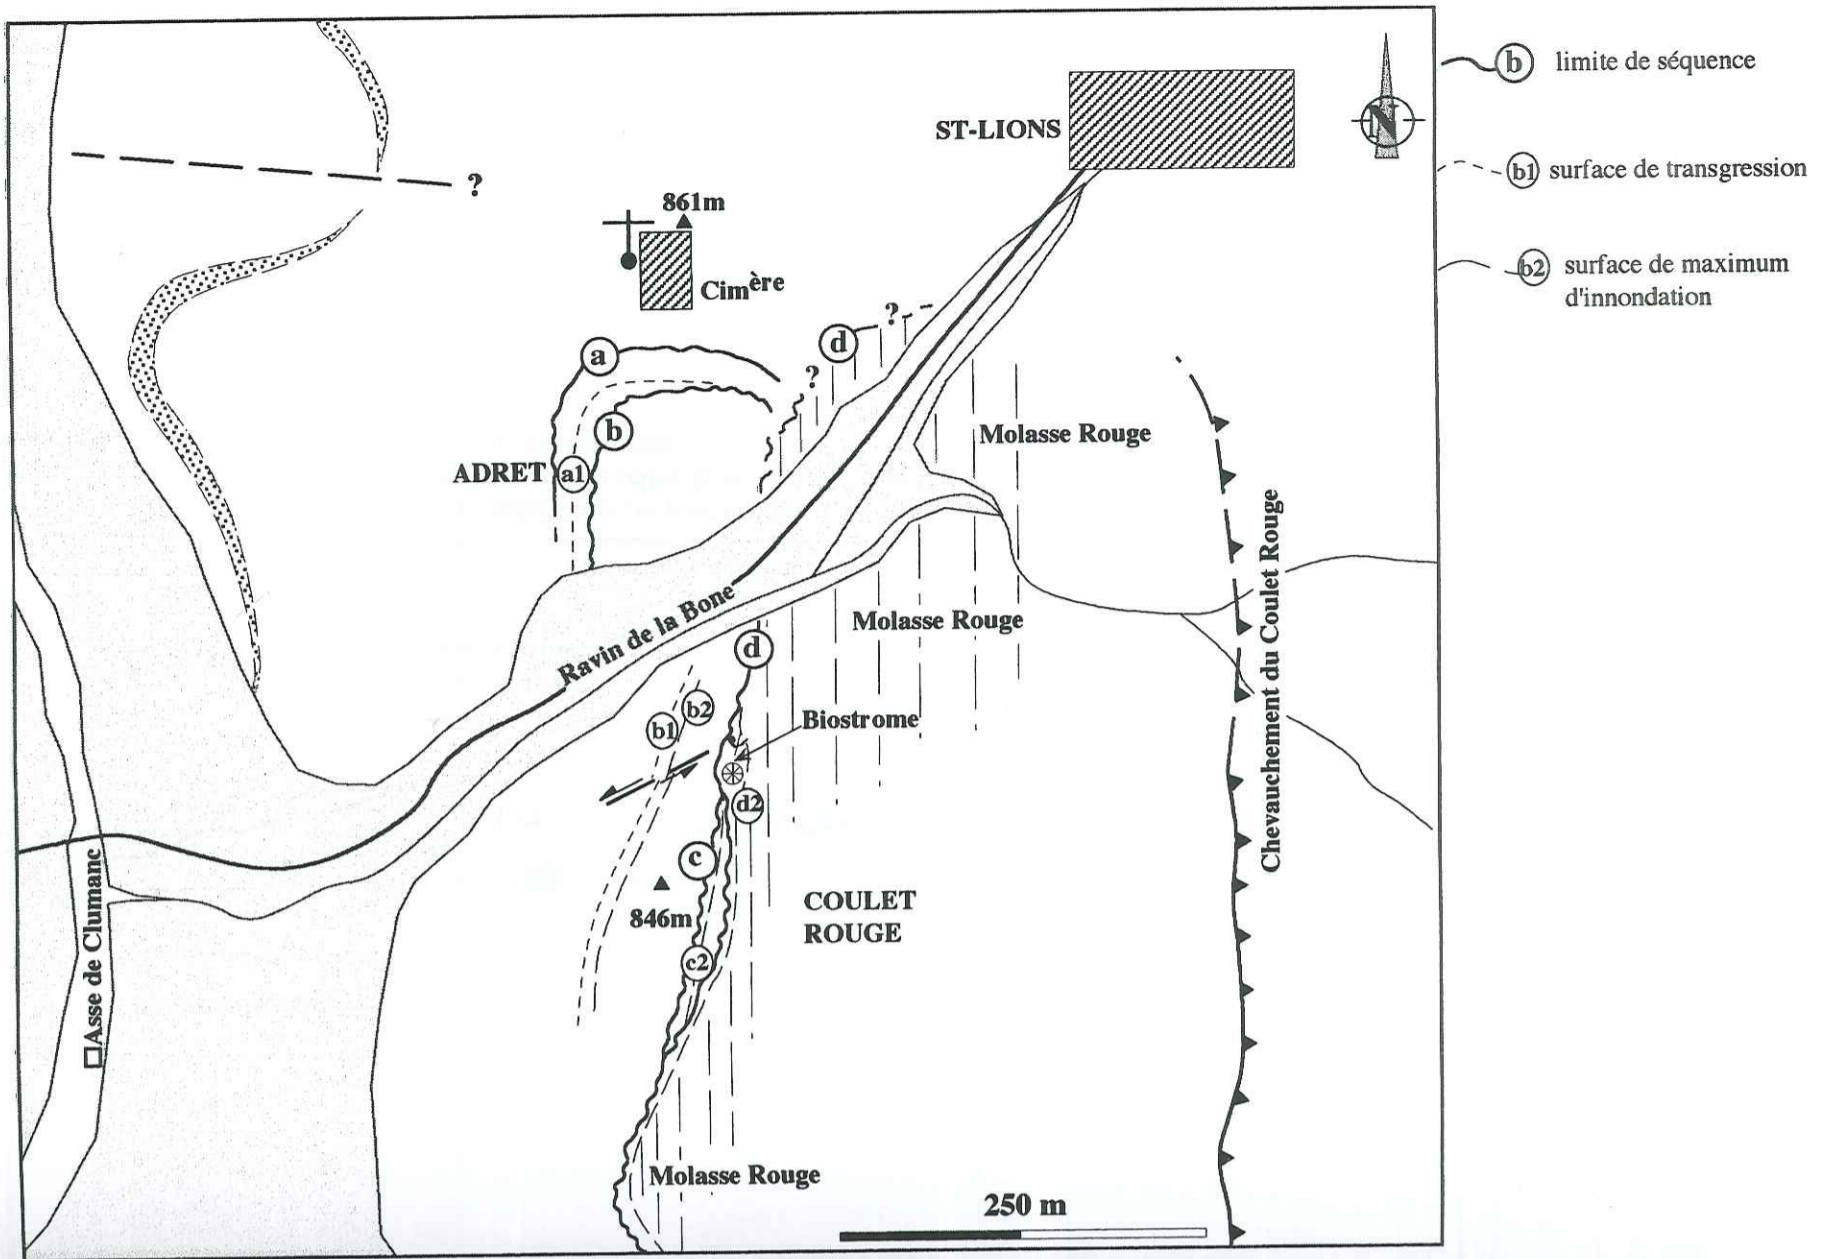 b limite de séquence
N
ST-LIONS
b1 surface de transgression
?
861m
b2 surface de maximum
d'innondation
Cimère
?
d
a
?
b
Molasse Rouge
ADRET a1
Chevauchement du Coulet Rouge
Ravin de la Bone
Molasse Rouge
d
b2
b1
Biostrome
d2
c
Asse de Clumanc
846m
COULET
ROUGE
c2
Molasse Rouge
250 m